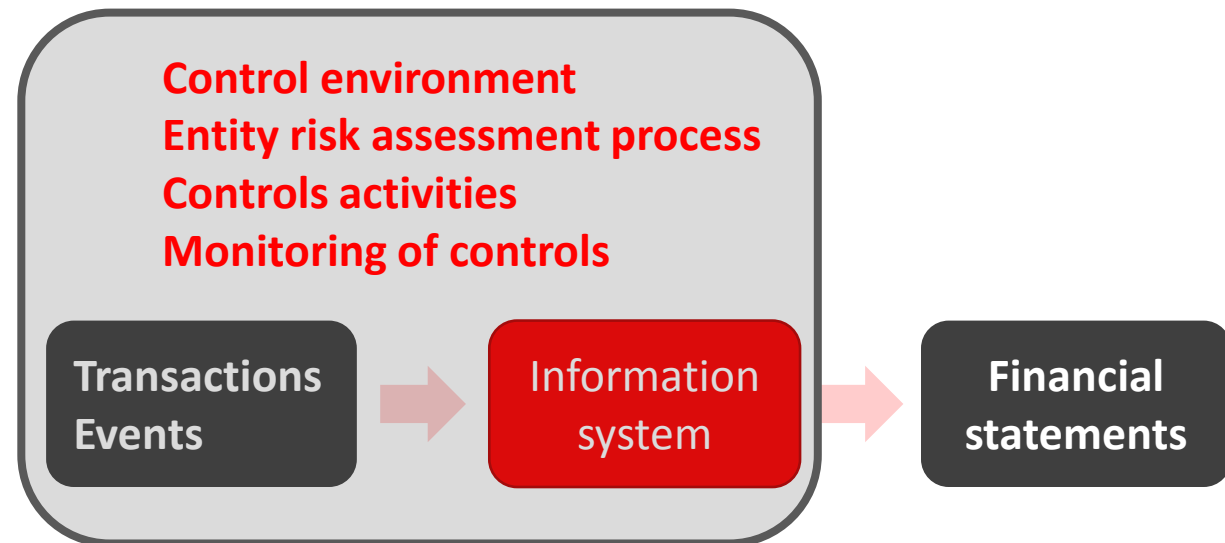 Control environment
Entity risk assessment process
Controls activities
Monitoring of controls
Transactions
Events
Information
system
Financial
statements